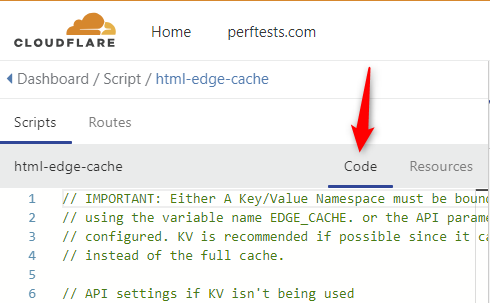 CLOUDFLARE Home perftests.com
Dashboard / Script / html-edge-cache
Scripts Routes
html-edge-cache Code Resources
1 // IMPORTANT: Either A Key/Value Namespace must be bound
2 // using the variable name EDGE_CACHE. or the API parame
3 // configured. KV is recommended if possible since it ca
4 // instead of the full cache.
5
6 // API settings if KV isn't being used